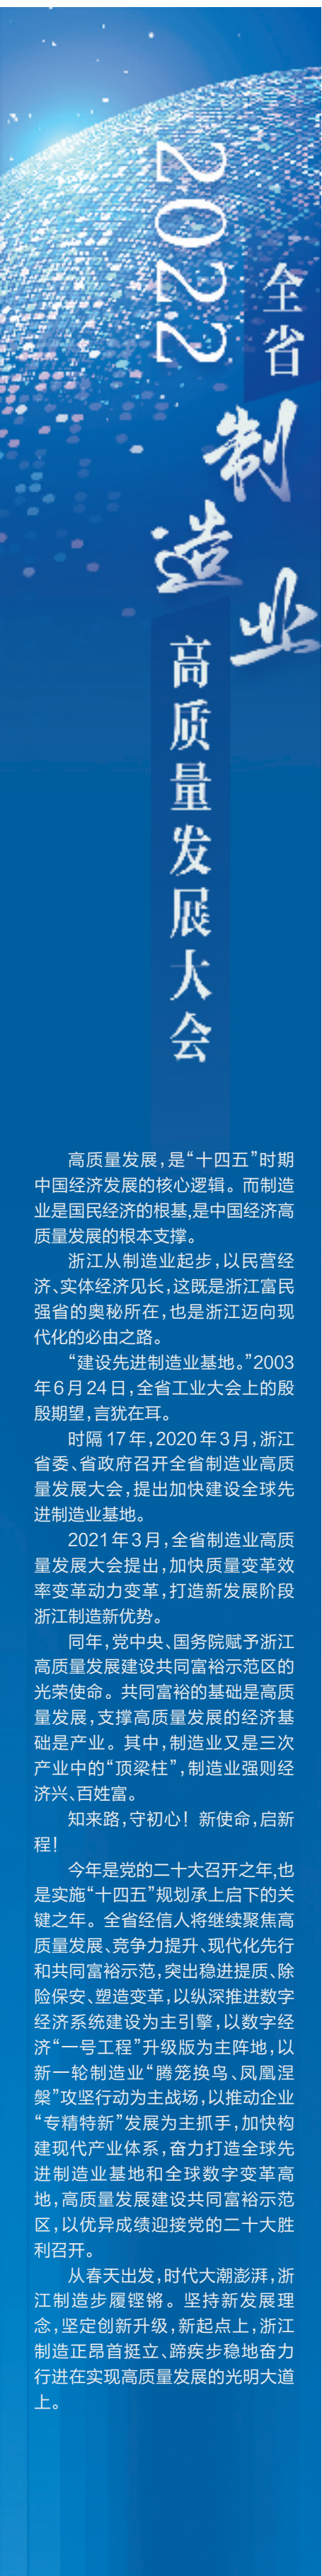 2022
全省
制造业
高质量发展大会
高质量发展，是“十四五”时期
中国经济发展的核心逻辑。而制造
业是国民经济的根基，是中国经济高
质量发展的根本支撑。
浙江从制造业起步，以民营经
济、实体经济见长，这既是浙江富民
强省的奥秘所在，也是浙江迈向现
代化的必由之路。
“建设先进制造业基地。”2003
年6月24日，全省工业大会上的殷
殷期望，言犹在耳。
时隔17年，2020年3月，浙江
省委、省政府召开全省制造业高质
量发展大会，提出加快建设全球先
进制造业基地。
2021年3月，全省制造业高质
量发展大会提出，加快质量变革效
率变革动力变革，打造新发展阶段
浙江制造新优势。
同年，党中央、国务院赋予浙江
高质量发展建设共同富裕示范区的
光荣使命。共同富裕的基础是高质
量发展，支撑高质量发展的经济基
础是产业。其中，制造业又是三次
产业中的“顶梁柱”，制造业强则经
济兴、百姓富。
知来路，守初心！新使命，启新
程！
今年是党的二十大召开之年，也
是实施“十四五”规划承上启下的关
键之年。全省经信人将继续聚焦高
质量发展、竞争力提升、现代化先行
和共同富裕示范，突出稳进提质、除
险保安、塑造变革，以纵深推进数字
经济系统建设为主引擎，以数字经
济“一号工程”升级版为主阵地，以
新一轮制造业“腾笼换鸟、凤凰涅
槃”攻坚行动为主战场，以推动企业
“专精特新”发展为主抓手，加快构
建现代产业体系，奋力打造全球先
进制造业基地和全球数字变革高
地，高质量发展建设共同富裕示范
区，以优异成绩迎接党的二十大胜
利召开。
从春天出发，时代大潮澎湃，浙
江制造步履铿锵。坚持新发展理
念，坚定创新升级，新起点上，浙江
制造正昂首挺立、蹄疾步稳地奋力
行进在实现高质量发展的光明大道
上。